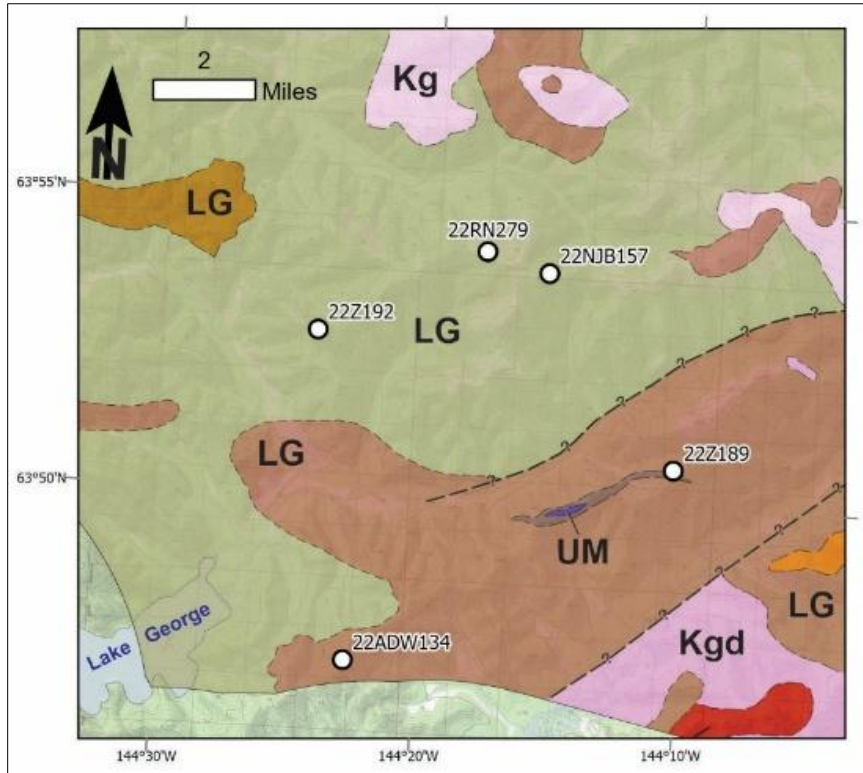 2
Miles
N
Kg
63°55'N
LG
22RN279
22NJB157
22Z192
LG
?
?
?
?
?
LG
63°50'N
22Z189
?
UM
?
?
LG
Lake George
22ADW134
Kgd
?
144°30'W
144°20'W
144°10'W